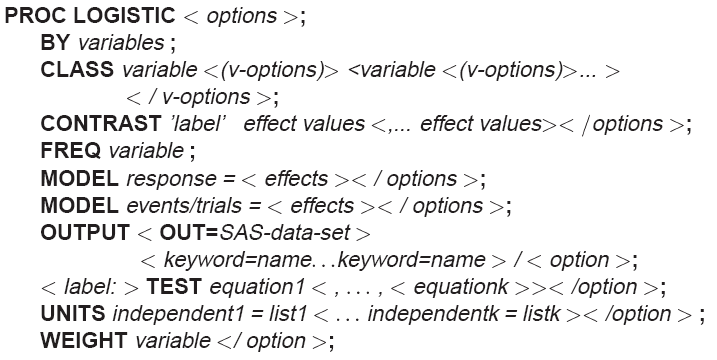 PROC LOGISTIC < options >;
BY variables ;
CLASS variable <(v-options)> <variable <(v-options)>... >
< / v-options >;
CONTRAST 'label' effect values <,... effect values>< / options >;
FREQ variable ;
MODEL response = < effects >< / options >;
MODEL events/trials = < effects >< / options >;
OUTPUT < OUT=SAS-data-set >
< keyword=name. . .keyword=name > / < option >;
< label: > TEST equation1 < , . . . , < equationk >>< /option >;
UNITS independent1 = list1 < . . . independentk = listk >< /option > ;
WEIGHT variable </ option >;